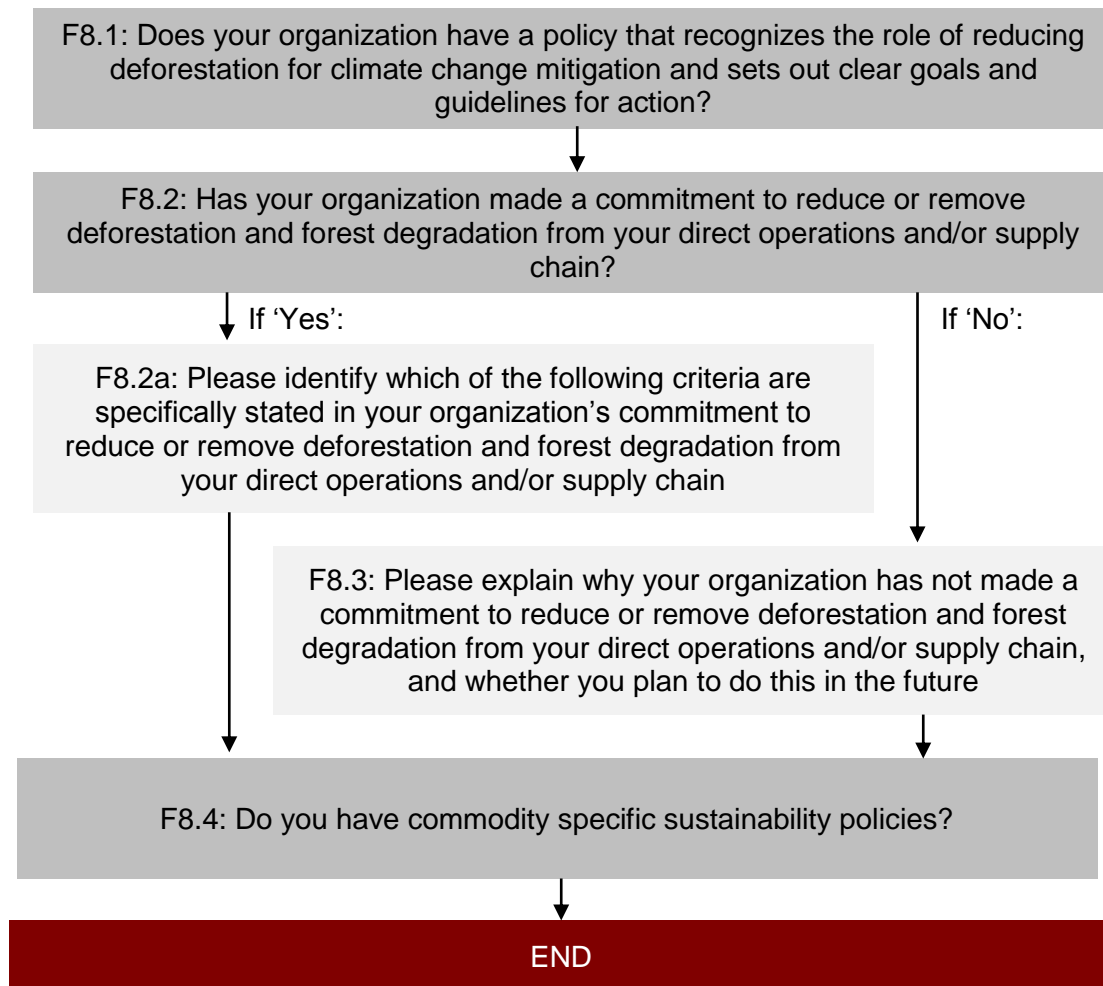 F8.1: Does your organization have a policy that recognizes the role of reducing
deforestation for climate change mitigation and sets out clear goals and
guidelines for action?
F8.2: Has your organization made a commitment to reduce or remove
deforestation and forest degradation from your direct operations and/or supply
chain?
If ‘Yes’:
If ‘No’:
F8.2a: Please identify which of the following criteria are
specifically stated in your organization’s commitment to
reduce or remove deforestation and forest degradation from
your direct operations and/or supply chain
F8.3: Please explain why your organization has not made a
commitment to reduce or remove deforestation and forest
degradation from your direct operations and/or supply chain,
and whether you plan to do this in the future
F8.4: Do you have commodity specific sustainability policies?
END